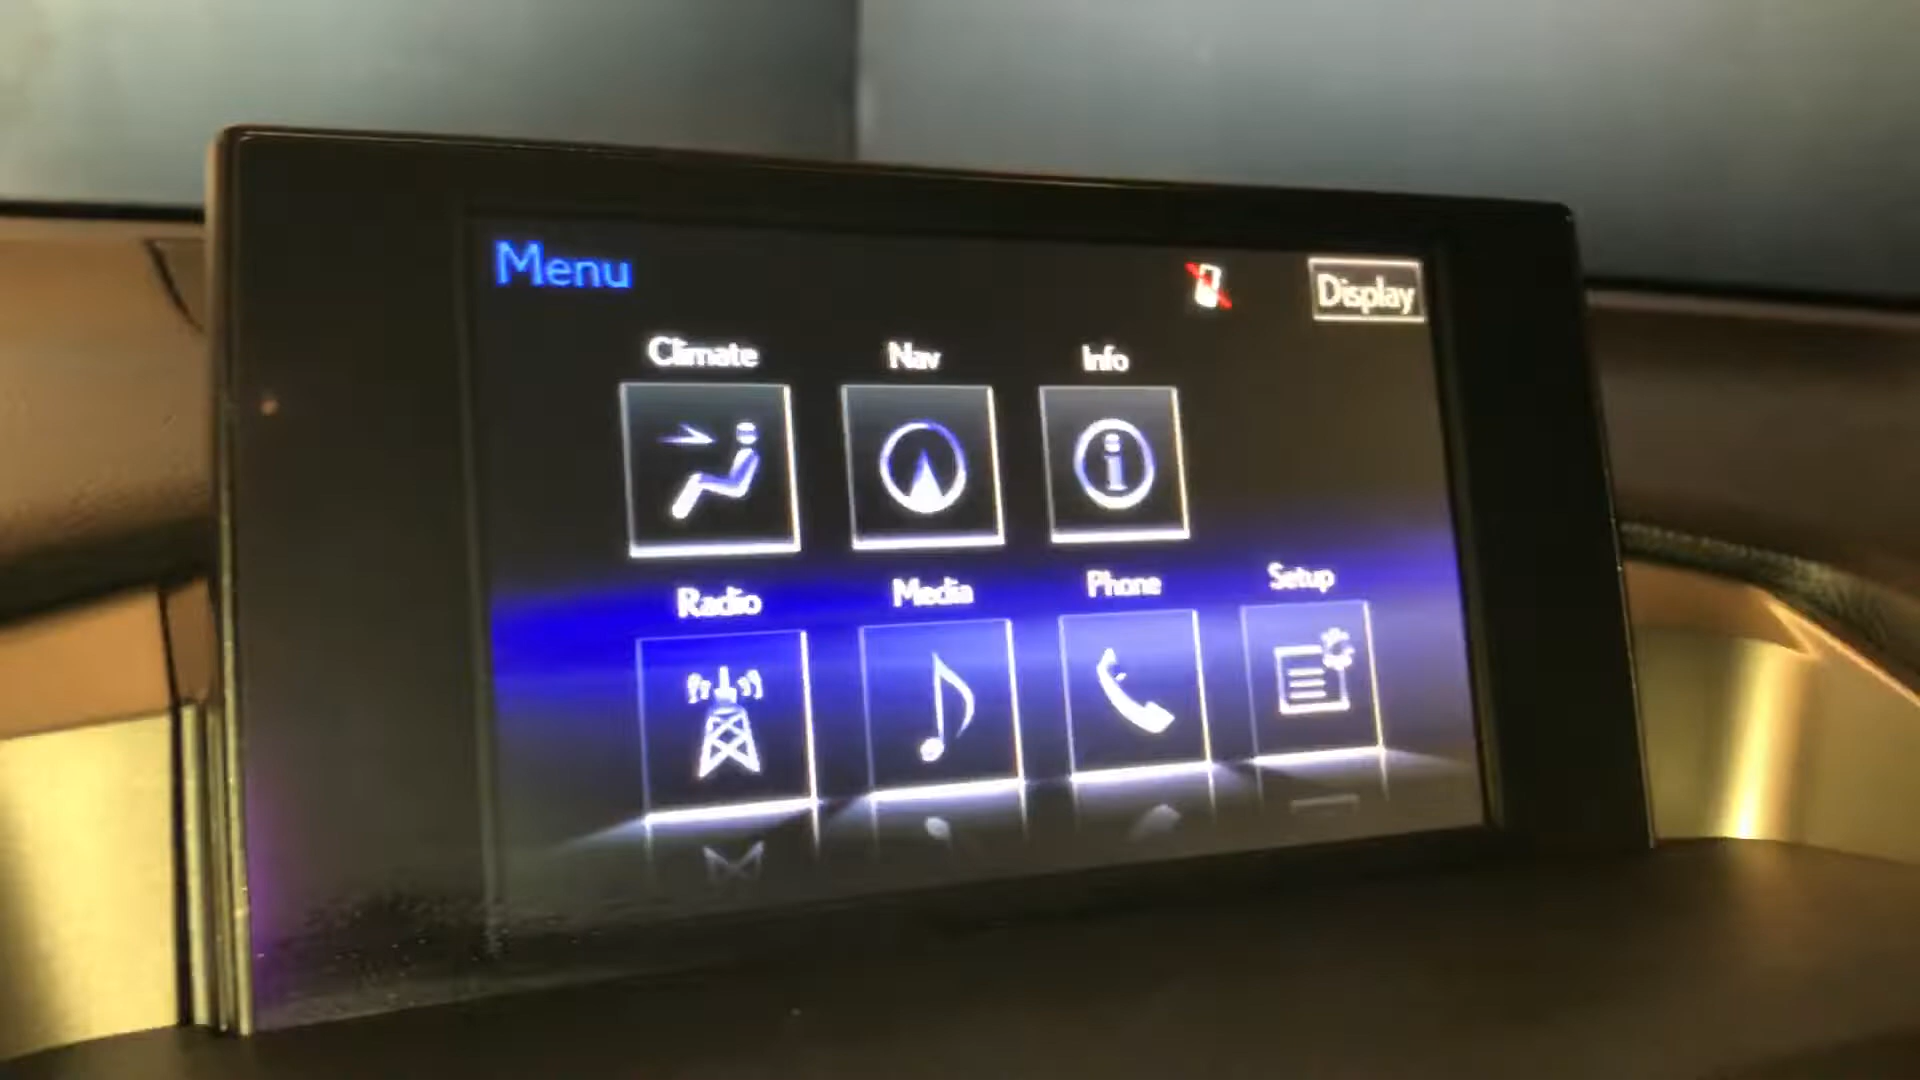 Menu
Display
Climate
Nav
Info
Radio
Media
Phone
Setup